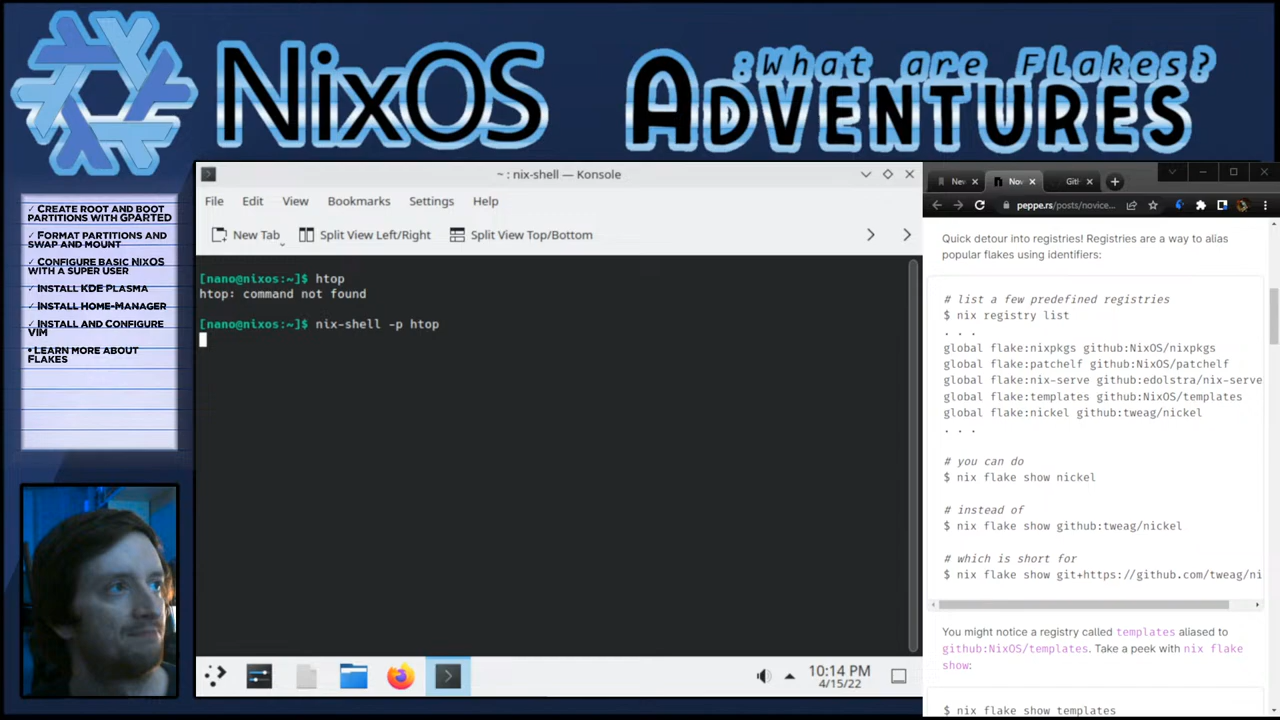 NixOS
:What are Flakes?
ADVENTURES
✓ CREATE ROOT AND BOOT
PARTITIONS WITH GPARTED
✓ FORMAT PARTITIONS AND
SWAP AND MOUNT
✓ CONFIGURE BASIC NIXOS
WITH A SUPER USER
✓ INSTALL KDE PLASMA
✓ INSTALL HOME-MANAGER
✓ INSTALL AND CONFIGURE
VIM
• LEARN MORE ABOUT
FLAKES
~ : nix-shell — Konsole
File Edit View Bookmarks Settings Help
New Tab Split View Left/Right Split View Top/Bottom
[nano@nixos:~]$ htop
htop: command not found
[nano@nixos:~]$ nix-shell -p htop
10:14 PM
4/15/22
Nev Nov Gitl
peppe.rs/posts/novice...
Quick detour into registries! Registries are a way to alias
popular flakes using identifiers:
# list a few predefined registries
$ nix registry list
. . .
global flake:nixpkgs github:NixOS/nixpkgs
global flake:patchelf github:NixOS/patchelf
global flake:nix-serve github:edolstra/nix-serve
global flake:templates github:NixOS/templates
global flake:nickel github:tweag/nickel
. . .
# you can do
$ nix flake show nickel
# instead of
$ nix flake show github:tweag/nickel
# which is short for
$ nix flake show git+https://github.com/tweag/ni
You might notice a registry called templates aliased to
github:NixOS/templates. Take a peek with nix flake
show:
$ nix flake show templates